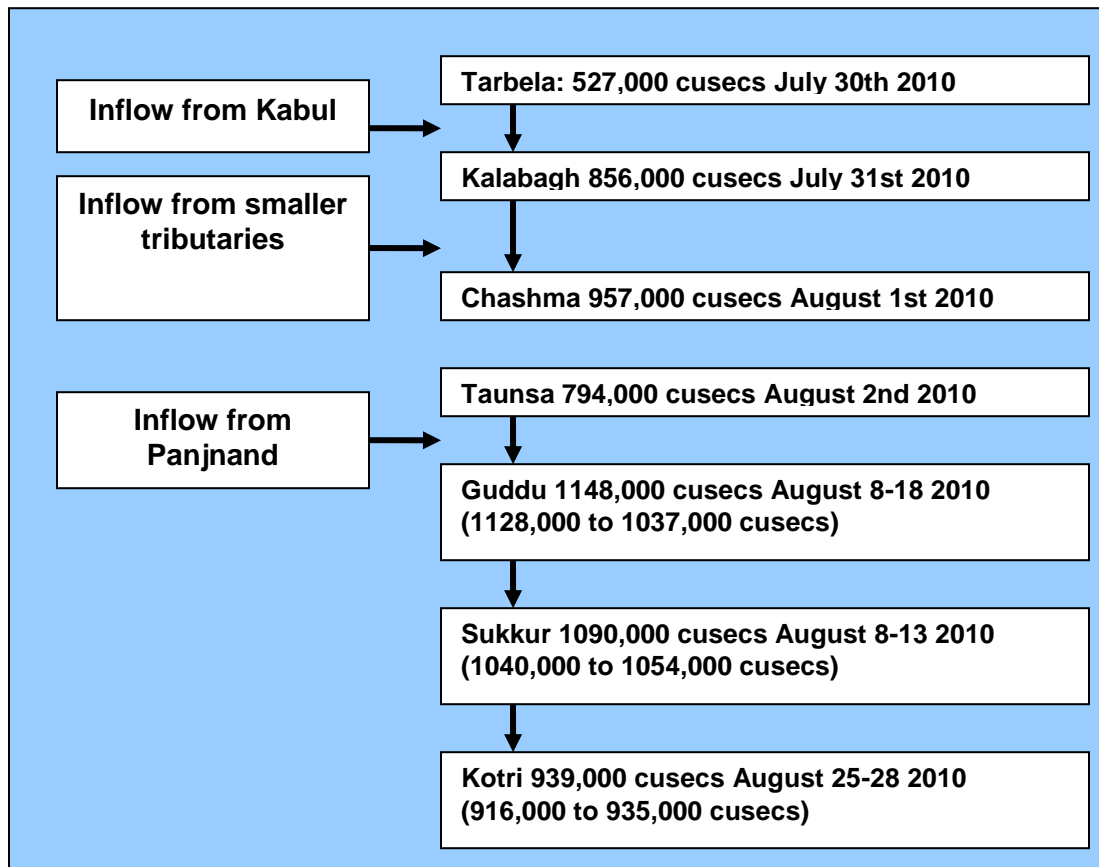 Tarbela: 527,000 cusecs July 30th 2010
Inflow from Kabul
Kalabagh 856,000 cusecs July 31st 2010
Inflow from smaller
tributaries
Chashma 957,000 cusecs August 1st 2010
Taunsa 794,000 cusecs August 2nd 2010
Inflow from
Panjnand
Guddu 1148,000 cusecs August 8-18 2010
(1128,000 to 1037,000 cusecs)
Sukkur 1090,000 cusecs August 8-13 2010
(1040,000 to 1054,000 cusecs)
Kotri 939,000 cusecs August 25-28 2010
(916,000 to 935,000 cusecs)